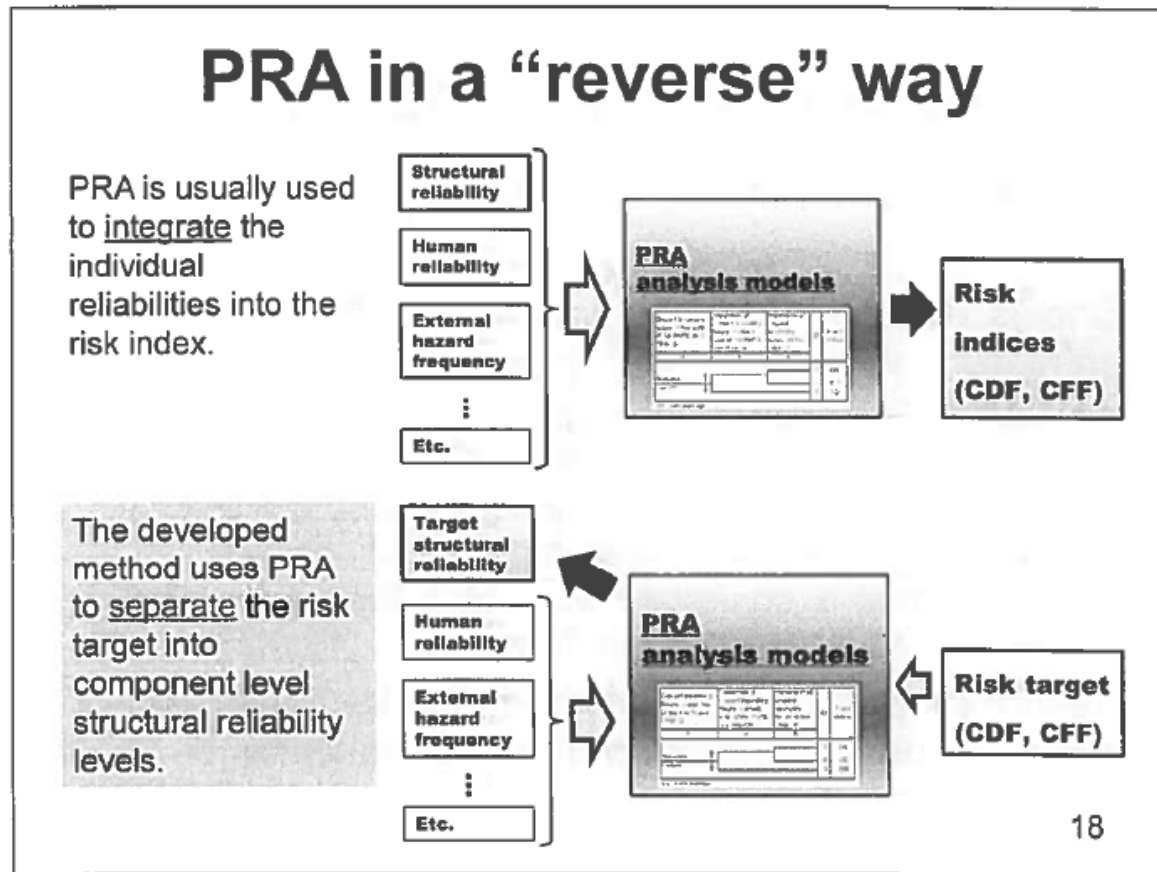 PRA in a “reverse” way
PRA is usually used
to integrate the
individual
reliabilities into the
risk index.
Structural
reliability
Human
reliability
External
hazard
frequency
Etc.
PRA
analysis models
Risk
indices
(CDF, CFF)
The developed
method uses PRA
to separate the risk
target into
component level
structural reliability
levels.
Target
structural
reliability
Human
reliability
External
hazard
frequency
Etc.
PRA
analysis models
Risk target
(CDF, CFF)
18